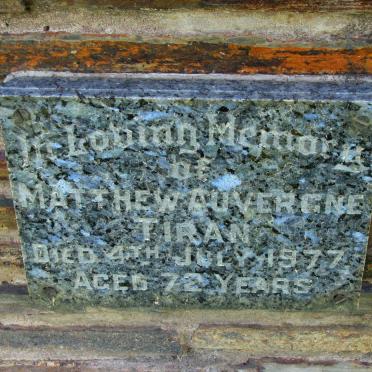 In Loving Memory
of
MATTHEW AUVERGNE
TIRAN
DIED 4TH JULY 1977
AGED 72 YEARS